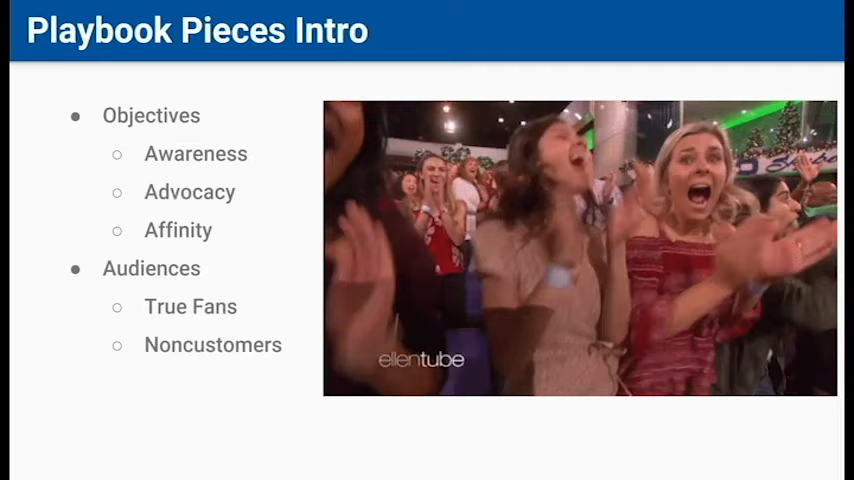 Playbook Pieces Intro
● Objectives
○ Awareness
○ Advocacy
○ Affinity
● Audiences
○ True Fans
○ Noncustomers
ellentube